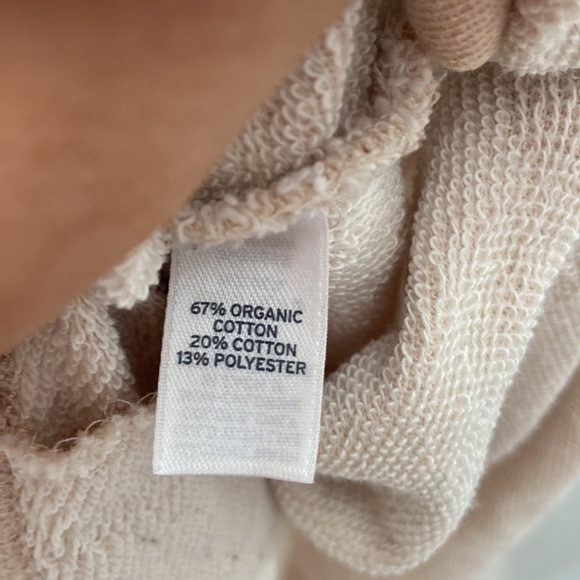 67% ORGANIC
COTTON
20% COTTON
13% POLYESTER